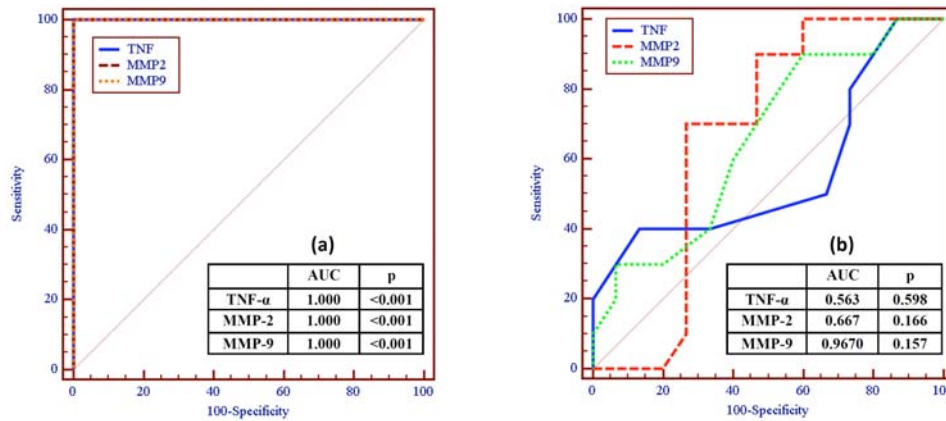 100
80
60
40
20
0
Sensitivity
TNF
MMP2
MMP9
(a)
AUC p
TNF-α 1.000 <0.001
MMP-2 1.000 <0.001
MMP-9 1.000 <0.001
0 20 40 60 80 100
100-Specificity
100
80
60
40
20
0
Sensitivity
TNF
MMP2
MMP9
(b)
AUC p
TNF-α 0.563 0.598
MMP-2 0.667 0.166
MMP-9 0.9670 0.157
0 20 40 60 80 100
100-Specificity